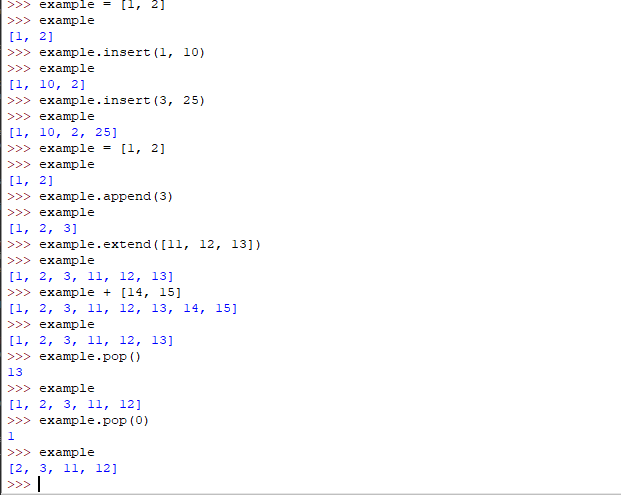 >>> example = [1, 2]
>>> example
[1, 2]
>>> example.insert(1, 10)
>>> example
[1, 10, 2]
>>> example.insert(3, 25)
>>> example
[1, 10, 2, 25]
>>> example = [1, 2]
>>> example
[1, 2]
>>> example.append(3)
>>> example
[1, 2, 3]
>>> example.extend([11, 12, 13])
>>> example
[1, 2, 3, 11, 12, 13]
>>> example + [14, 15]
[1, 2, 3, 11, 12, 13, 14, 15]
>>> example
[1, 2, 3, 11, 12, 13]
>>> example.pop()
13
>>> example
[1, 2, 3, 11, 12]
>>> example.pop(0)
1
>>> example
[2, 3, 11, 12]
>>>